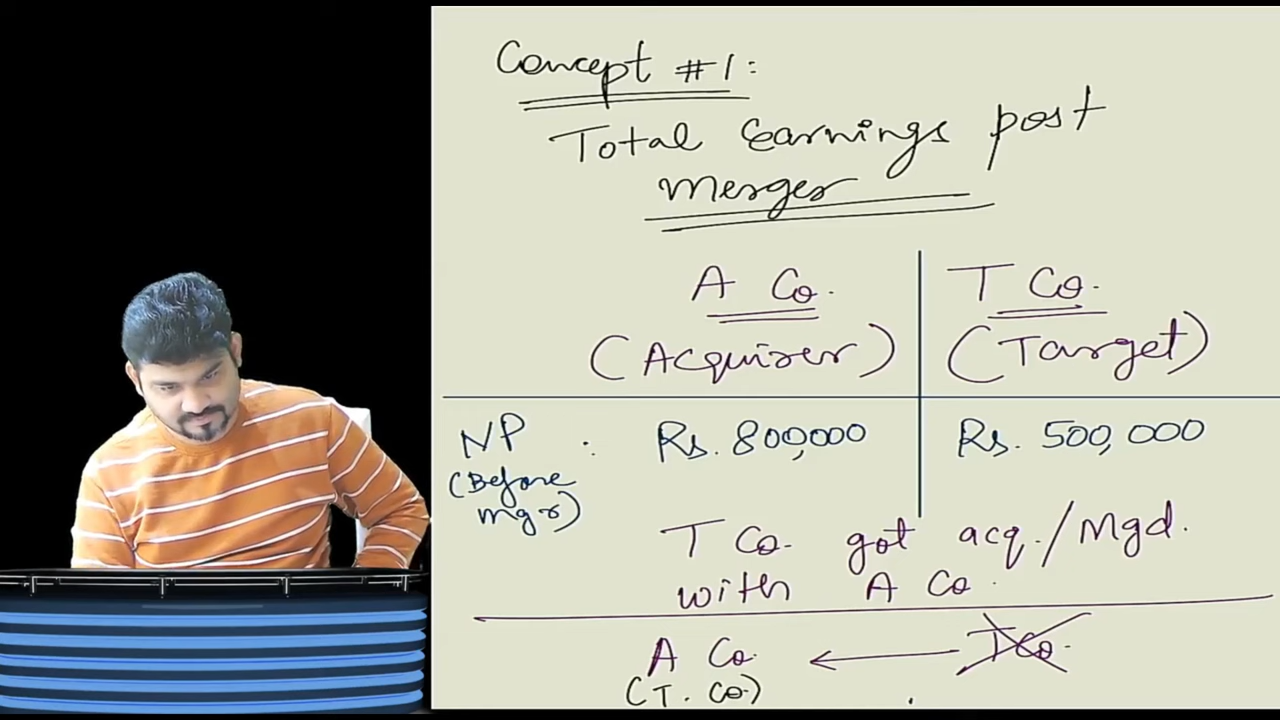 Concept #1:
Total Earnings post
Merger
A Co. T Co.
(Acquirer) (Target)
NP : Rs. 800,000 Rs. 500,000
(Before
mgr)
T Co. got acq./Mgd.
with A Co.
A Co. ← T Co.
(T. Co.)